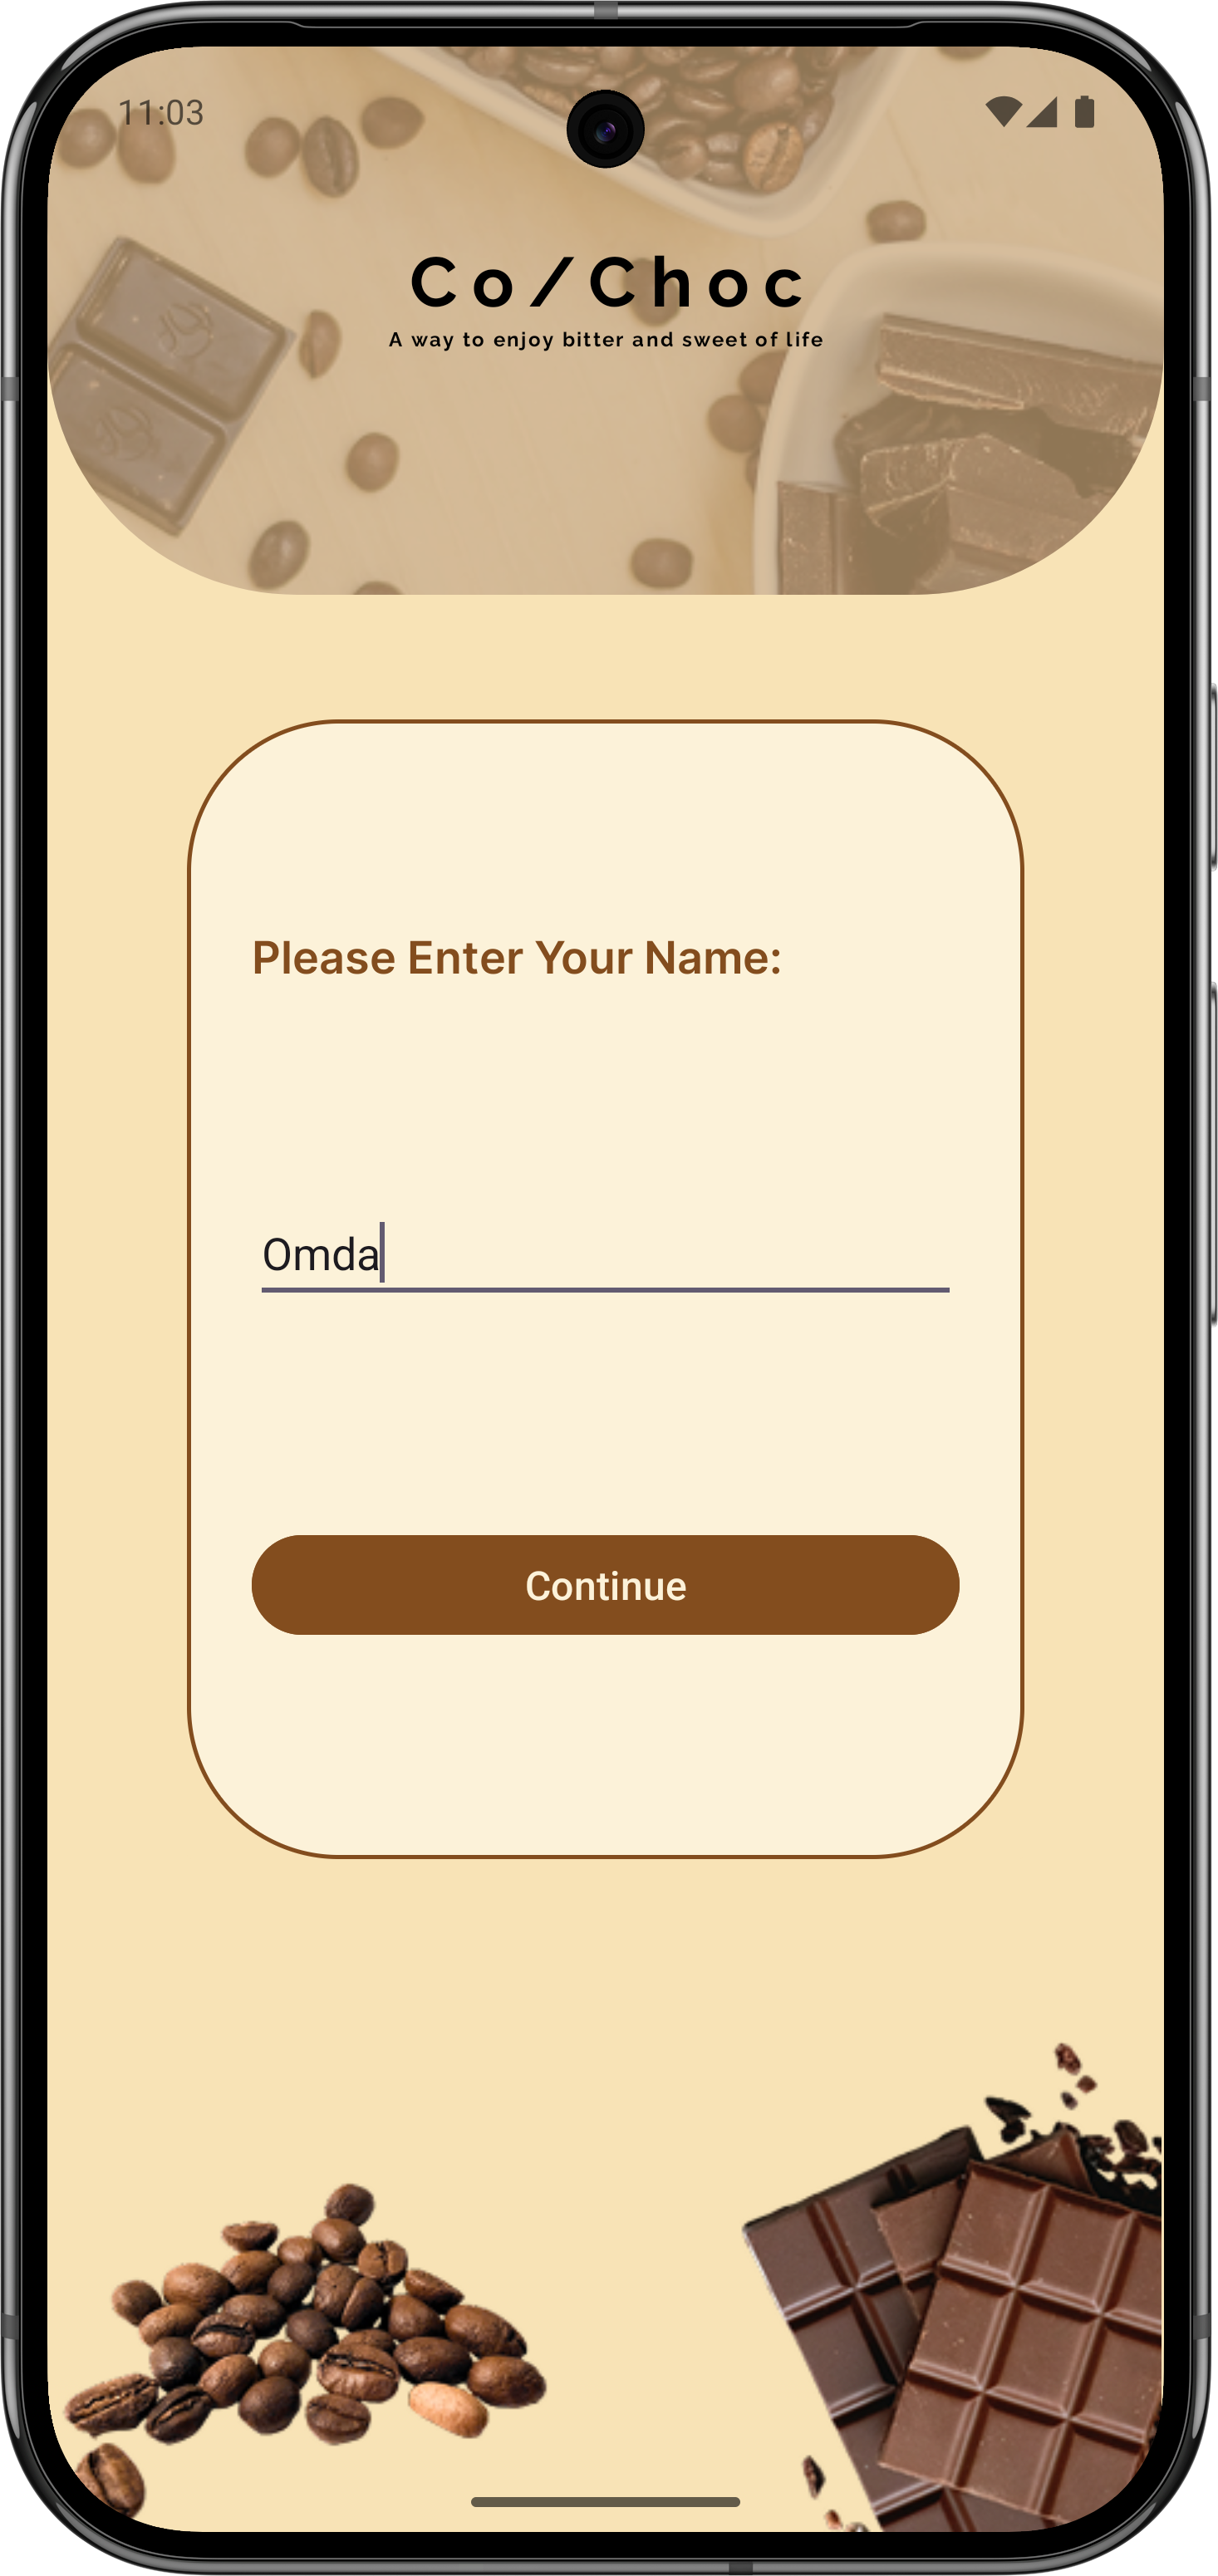 11:03
Co/Choc
A way to enjoy bitter and sweet of life
Please Enter Your Name:
Omda
Continue